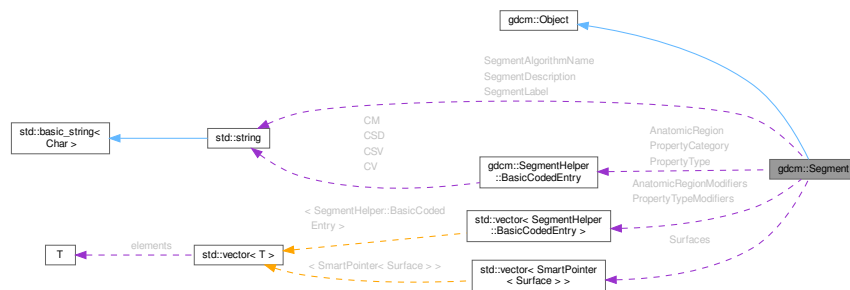 gdcm::Object
SegmentAlgorithmName
SegmentDescription
SegmentLabel
std::basic_string<
Char >
std::string
CM
CSD
CSV
CV
AnatomicRegion
PropertyCategory
PropertyType
gdcm::SegmentHelper
::BasicCodedEntry
gdcm::Segment
AnatomicRegionModifiers
PropertyTypeModifiers
< SegmentHelper::BasicCoded
Entry >
std::vector< SegmentHelper
::BasicCodedEntry >
Surfaces
T
elements
std::vector< T >
< SmartPointer< Surface > >
std::vector< SmartPointer
< Surface > >